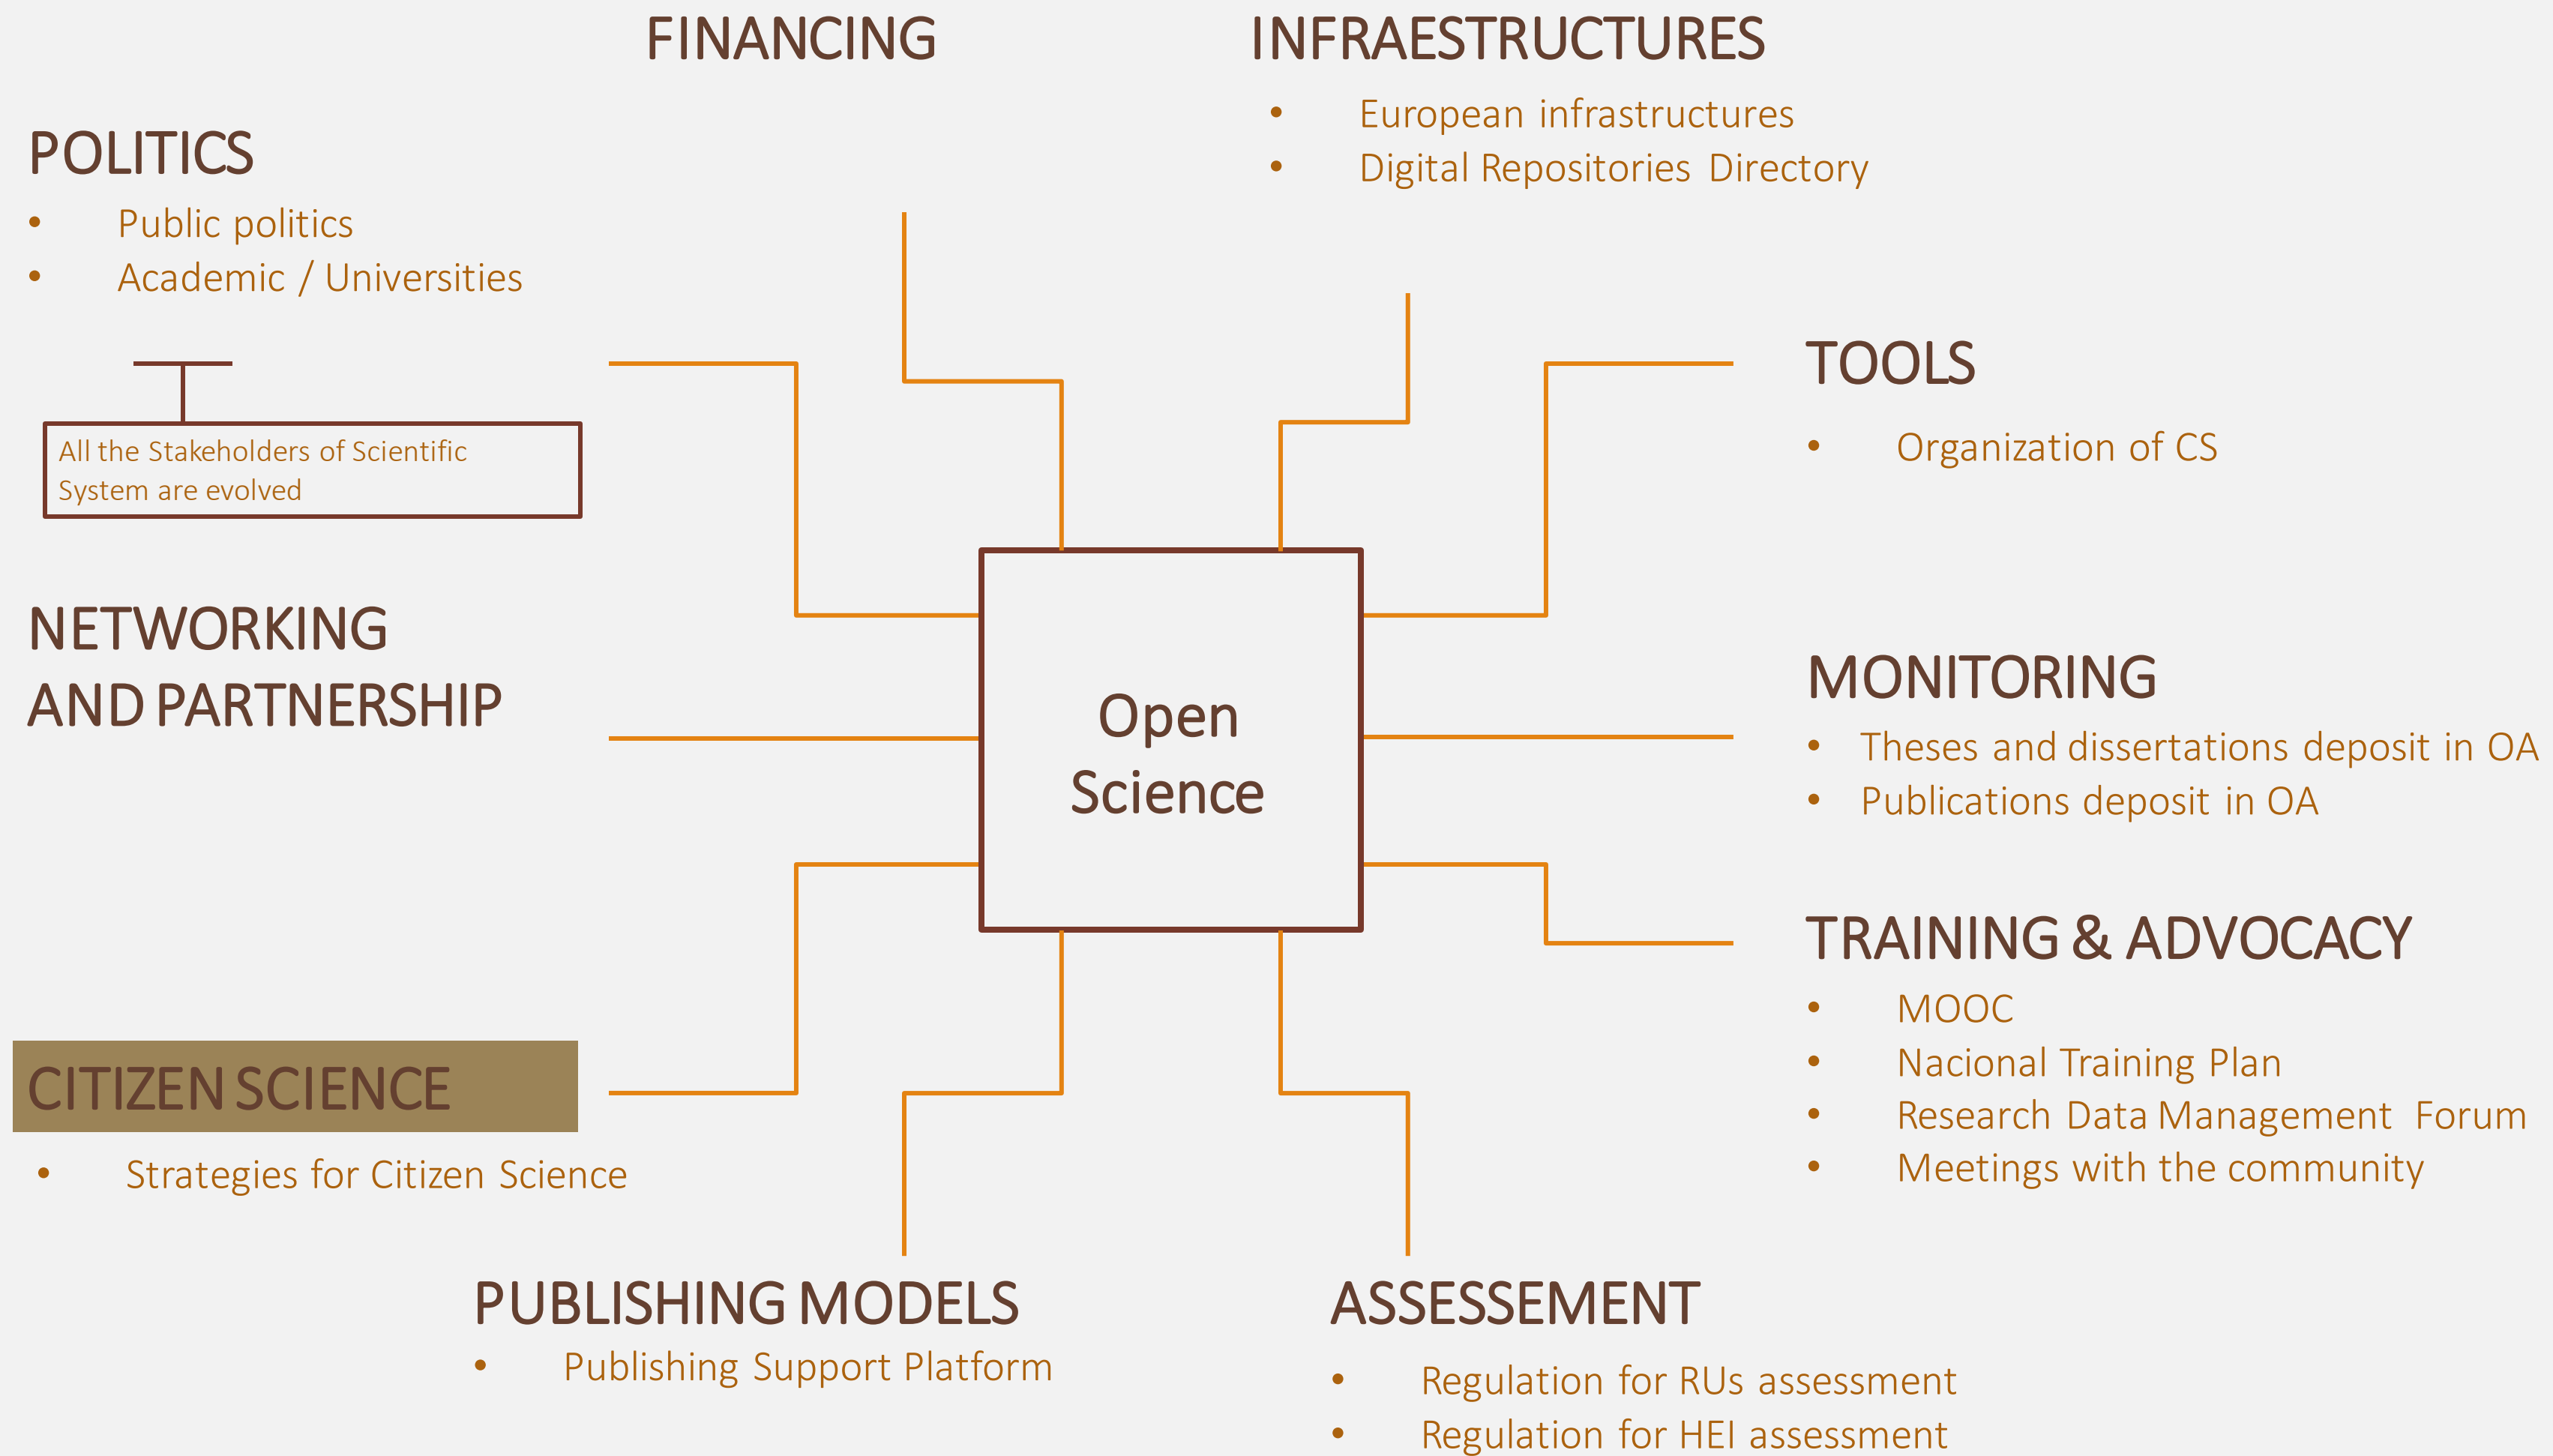 FINANCING
INFRAESTRUCTURES
• European infrastructures
• Digital Repositories Directory
POLITICS
• Public politics
• Academic / Universities
All the Stakeholders of Scientific
System are evolved
TOOLS
• Organization of CS
NETWORKING
AND PARTNERSHIP
Open
Science
MONITORING
• Theses and dissertations deposit in OA
• Publications deposit in OA
TRAINING & ADVOCACY
• MOOC
• Nacional Training Plan
• Research Data Management Forum
• Meetings with the community
CITIZEN SCIENCE
• Strategies for Citizen Science
PUBLISHING MODELS
• Publishing Support Platform
ASSESSEMENT
• Regulation for RUs assessment
• Regulation for HEI assessment